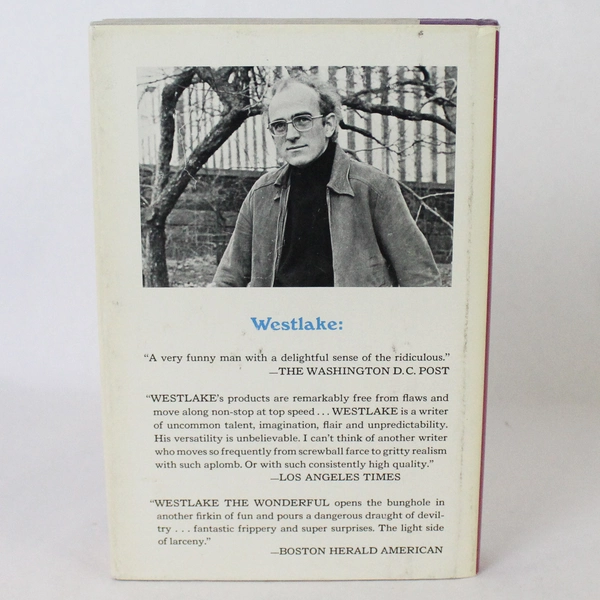 Westlake:
“A very funny man with a delightful sense of the ridiculous.”
—THE WASHINGTON D.C. POST
“WESTLAKE’s products are remarkably free from flaws and
move along non-stop at top speed . . . WESTLAKE is a writer
of uncommon talent, imagination, flair and unpredictability.
His versatility is unbelievable. I can’t think of another writer
who moves so frequently from screwball farce to gritty realism
with such aplomb. Or with such consistently high quality.”
—LOS ANGELES TIMES
“WESTLAKE THE WONDERFUL opens the bunghole in
another firkin of fun and pours a dangerous draught of devil-
try . . . fantastic frippery and super surprises. The light side
of larceny.”
—BOSTON HERALD AMERICAN